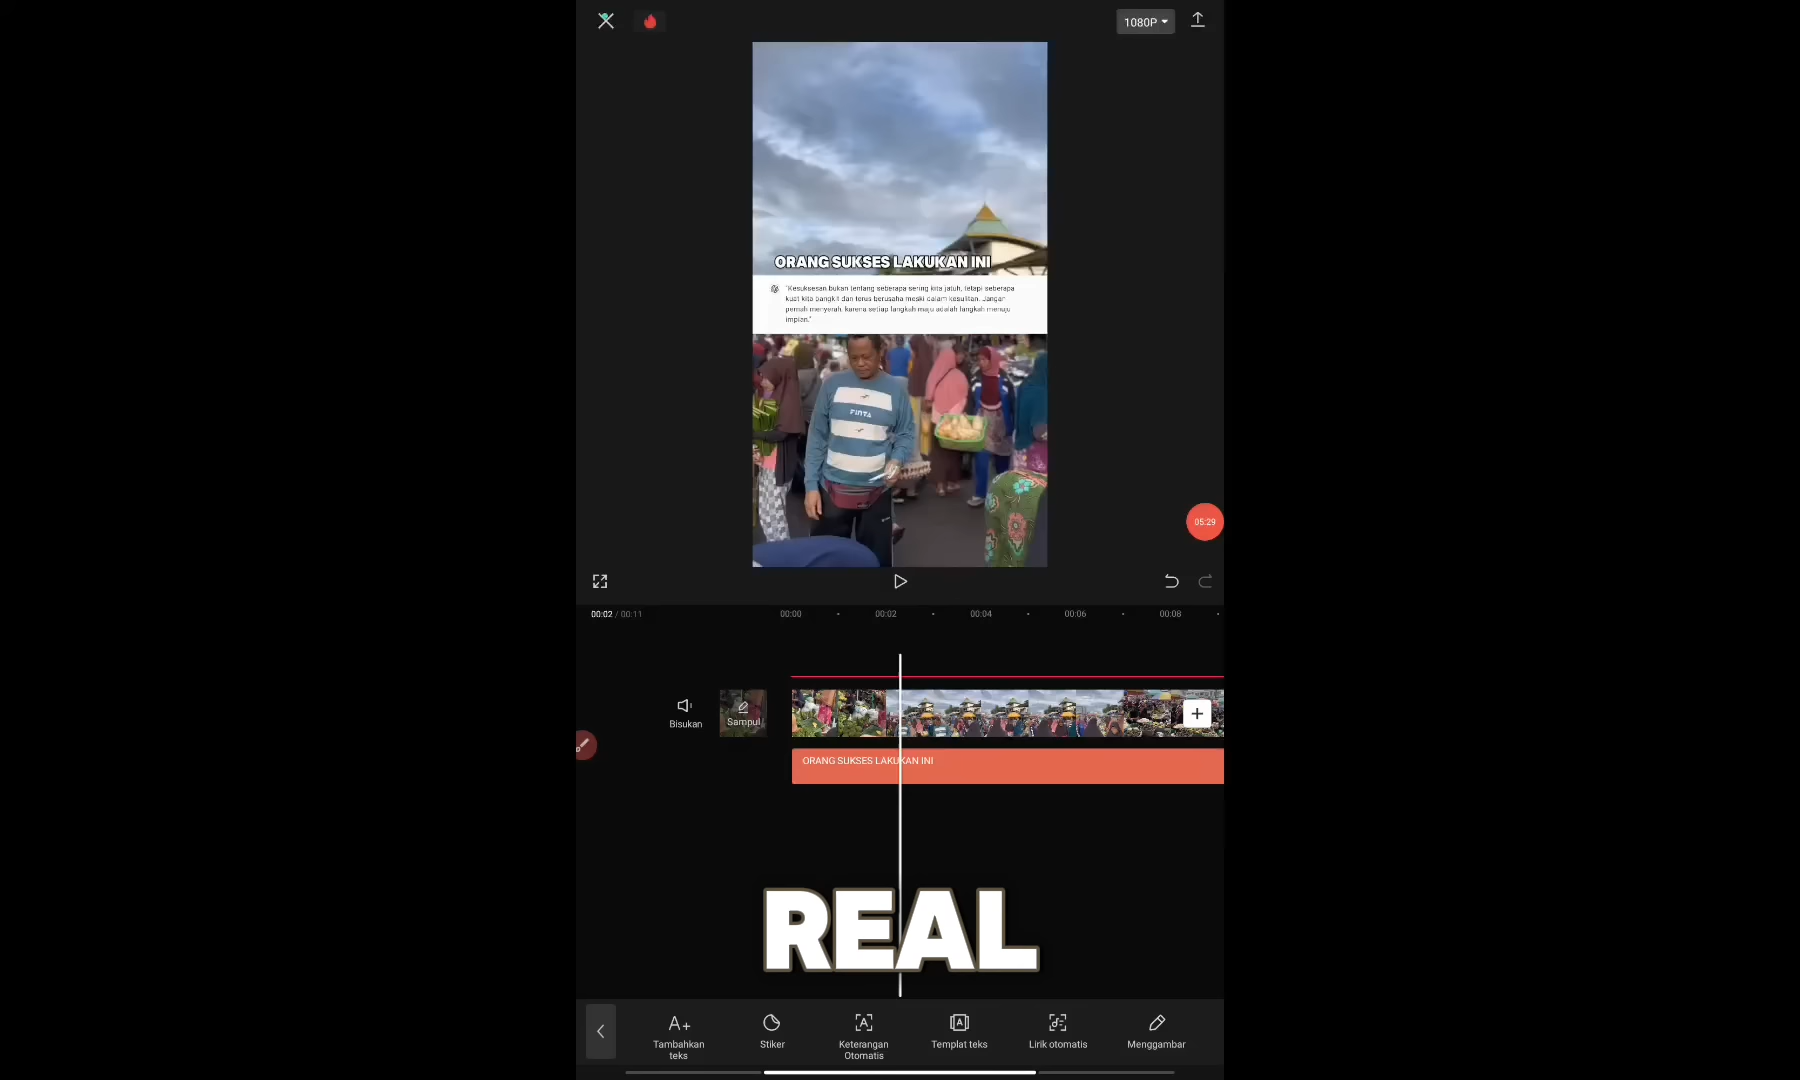 1080P
ORANG SUKSES LAKUKAN INI
"Kesuksesan bukan tentang seberapa sering kita jatuh, tetapi seberapa
kuat kita bangkit dan terus berusaha meski dalam kesulitan. Jangan
pernah menyerah, karena setiap langkah maju adalah langkah menuju
impian."
FINTA
05:29
00:02 / 00:11
00:00
00:02
00:04
00:06
00:08
Bisukan
Sampul
ORANG SUKSES LAKUKAN INI
REAL
Tambahkan
teks
Stiker
Keterangan
Otomatis
Templat teks
Lirik otomatis
Menggambar